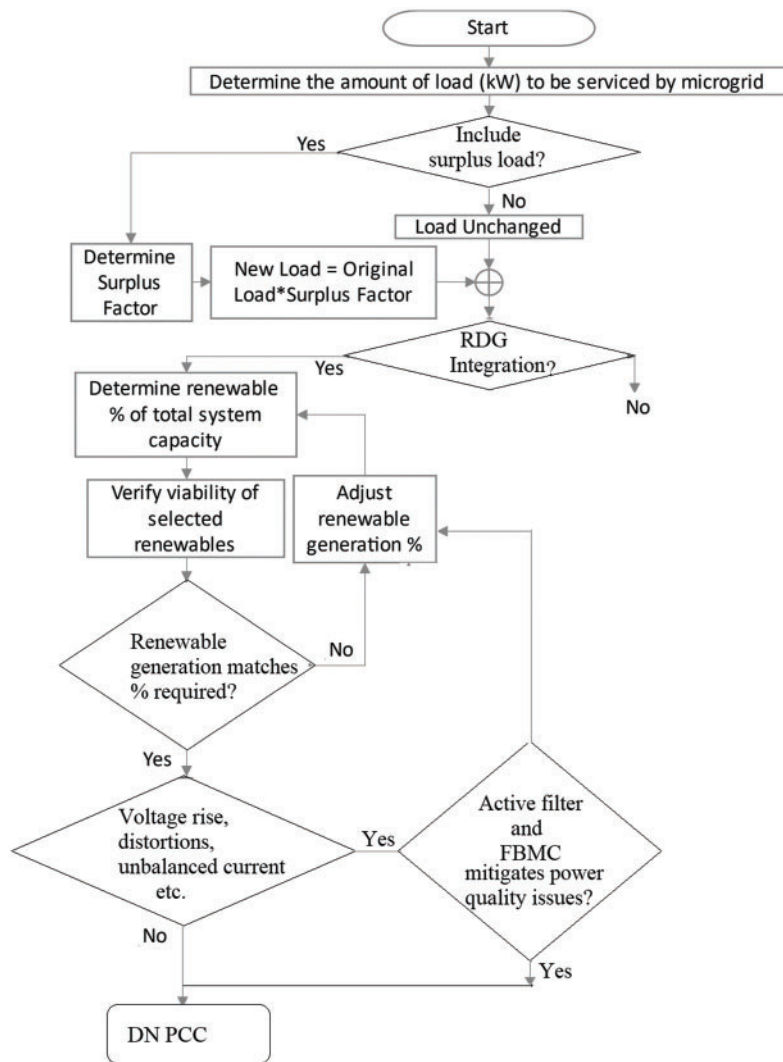 Start
Determine the amount of load (kW) to be serviced by microgrid
Include
surplus load?
Yes
No
Load Unchanged
Determine
Surplus
Factor
New Load = Original
Load*Surplus Factor
RDG
Integration?
Yes
No
Determine renewable
% of total system
capacity
Verify viability of
selected
renewables
Adjust
renewable
generation %
Renewable
generation matches
% required?
No
Yes
Voltage rise,
distortions,
unbalanced current
etc.
Yes
Active filter
and
FBMC
mitigates power
quality issues?
No
Yes
DN PCC